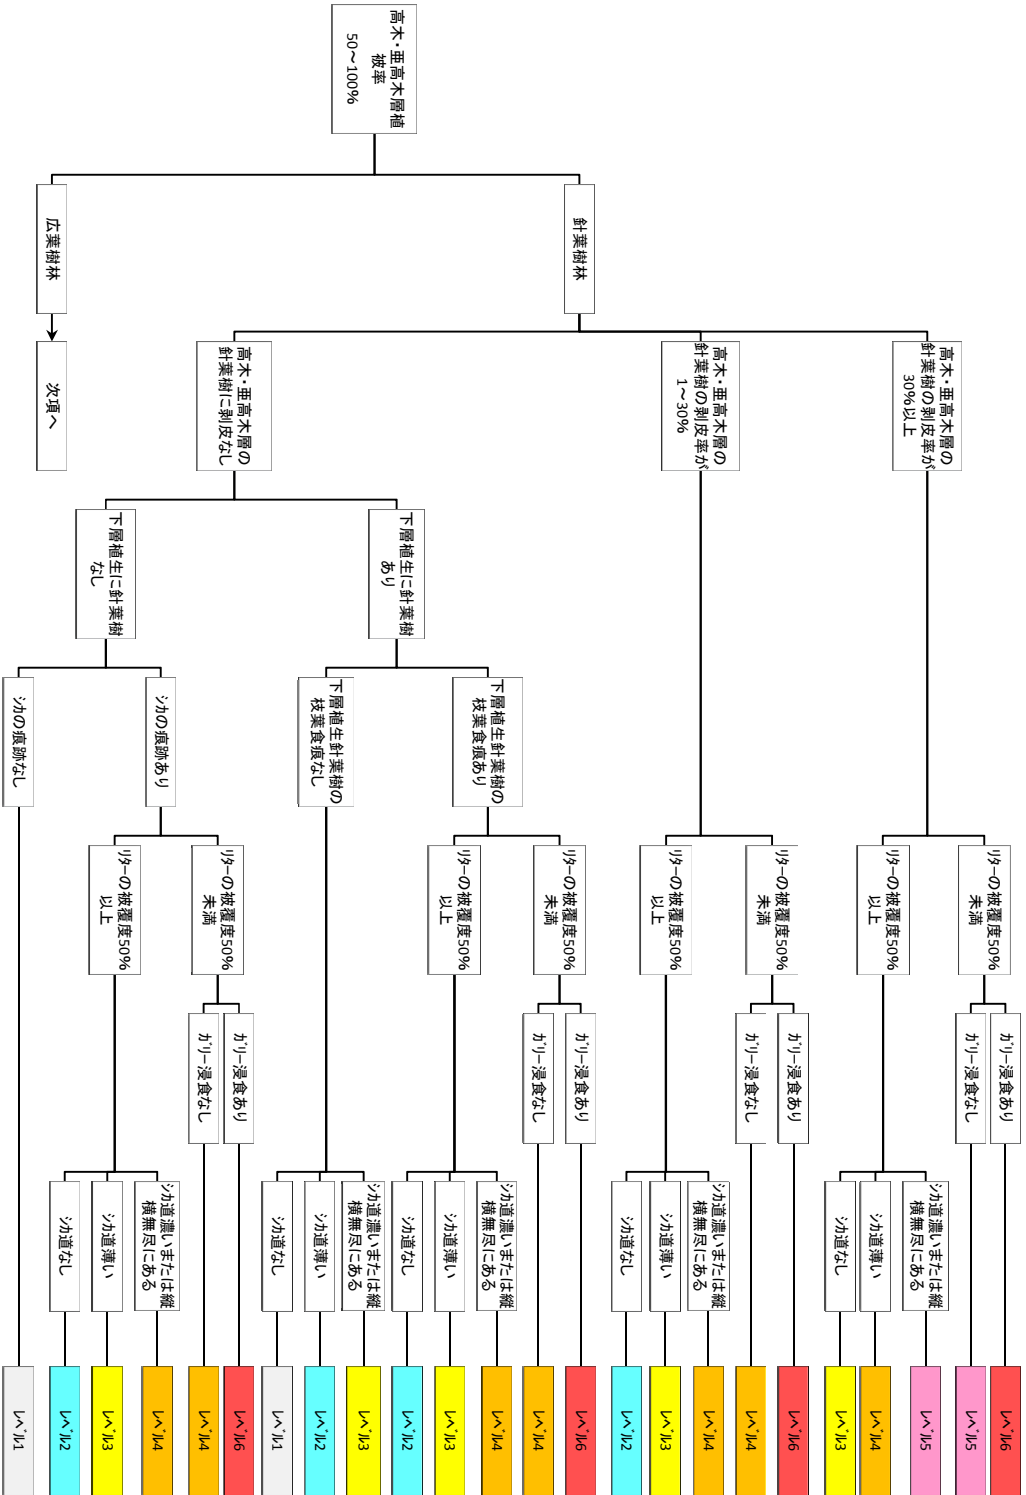 高木・亜高木層植
被率
50～100%
針葉樹林
高木・亜高木層の
針葉樹の剥皮率が
30%以上
ﾘﾀｰの被覆度50%
未満
ｶﾞﾘｰ浸食あり
ﾚﾍﾞﾙ6
ｶﾞﾘｰ浸食なし
ﾚﾍﾞﾙ5
ﾘﾀｰの被覆度50%
以上
ｼｶ道濃いまたは縦
横無尽にある
ﾚﾍﾞﾙ5
ｼｶ道薄い
ﾚﾍﾞﾙ4
ｼｶ道なし
ﾚﾍﾞﾙ3
高木・亜高木層の
針葉樹の剥皮率が
1～30%
ﾘﾀｰの被覆度50%
未満
ｶﾞﾘｰ浸食あり
ﾚﾍﾞﾙ6
ｶﾞﾘｰ浸食なし
ﾚﾍﾞﾙ4
ﾘﾀｰの被覆度50%
以上
ｼｶ道濃いまたは縦
横無尽にある
ﾚﾍﾞﾙ4
ｼｶ道薄い
ﾚﾍﾞﾙ3
ｼｶ道なし
ﾚﾍﾞﾙ2
高木・亜高木層の
針葉樹に剥皮なし
下層植生に針葉樹
あり
下層植生針葉樹の
枝葉食痕あり
ﾘﾀｰの被覆度50%
未満
ｶﾞﾘｰ浸食あり
ﾚﾍﾞﾙ6
ｶﾞﾘｰ浸食なし
ﾚﾍﾞﾙ4
ﾘﾀｰの被覆度50%
以上
ｼｶ道濃いまたは縦
横無尽にある
ﾚﾍﾞﾙ4
ｼｶ道薄い
ﾚﾍﾞﾙ3
ｼｶ道なし
ﾚﾍﾞﾙ2
下層植生針葉樹の
枝葉食痕なし
ｼｶ道濃いまたは縦
横無尽にある
ﾚﾍﾞﾙ3
ｼｶ道薄い
ﾚﾍﾞﾙ2
ｼｶ道なし
ﾚﾍﾞﾙ1
下層植生に針葉樹
なし
ｼｶの痕跡あり
ﾘﾀｰの被覆度50%
未満
ｶﾞﾘｰ浸食あり
ﾚﾍﾞﾙ6
ｶﾞﾘｰ浸食なし
ﾚﾍﾞﾙ4
ﾘﾀｰの被覆度50%
以上
ｼｶ道濃いまたは縦
横無尽にある
ﾚﾍﾞﾙ4
ｼｶ道薄い
ﾚﾍﾞﾙ3
ｼｶ道なし
ﾚﾍﾞﾙ2
ｼｶの痕跡なし
ﾚﾍﾞﾙ1
広葉樹林
次項へ